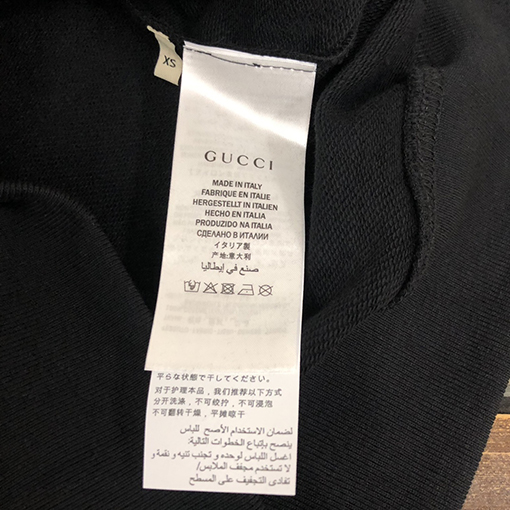 XS
GUCCI
MADE IN ITALY
FABRIQUE EN ITALIE
HERGESTELLT IN ITALIEN
HECHO EN ITALIA
PRODUZIDO NA ITALIA
СДЕЛАНО В ИТАЛИИ
イタリア製
产地:意大利
صنع في إيطاليا
平らな状態で干してください。
对于护理本品，我们推荐以下方式
分开洗涤，不可绞拧，不可浸泡
不可翻转干燥，平摊晾干
لضمان الاستخدام الأصح للباس
ينصح بإتباع الخطوات التالية:
اغسل اللباس لوحده و تجنب تنيه و نقعة و
لا تستخدم مجفف الملابس/
تفادى التجفيف على المسطح